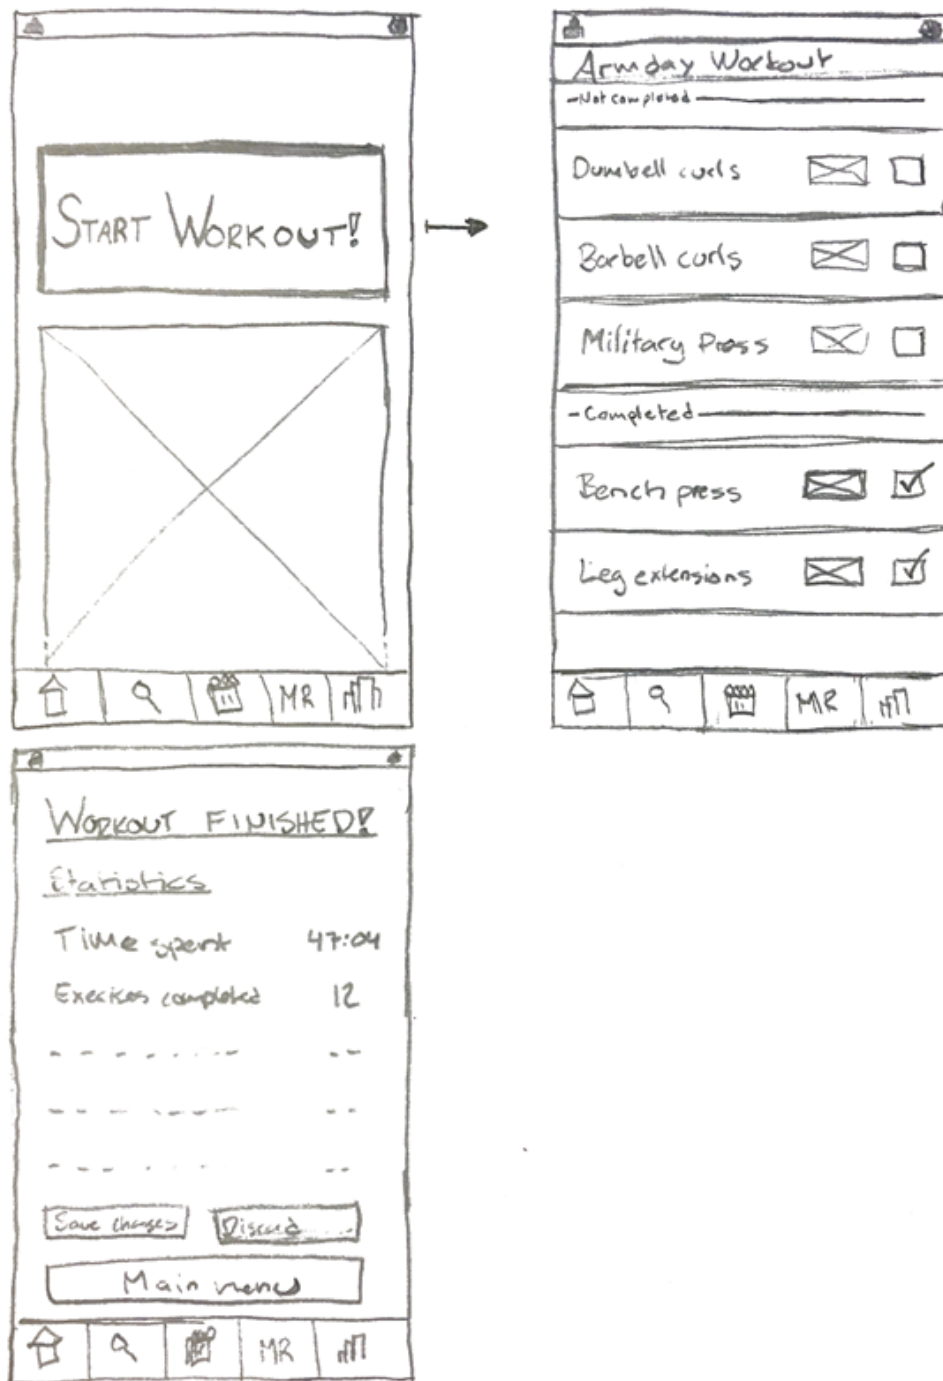 START WORKOUT!
MR
Armday Workout
Not completed
Dumbell curls
Barbell curls
Military Press
Completed
Bench press
Leg extensions
MR
WORKOUT FINISHED!
Statistics
Time spent 47:04
Execises completed 12
Save changes Discard
Main menu
MR